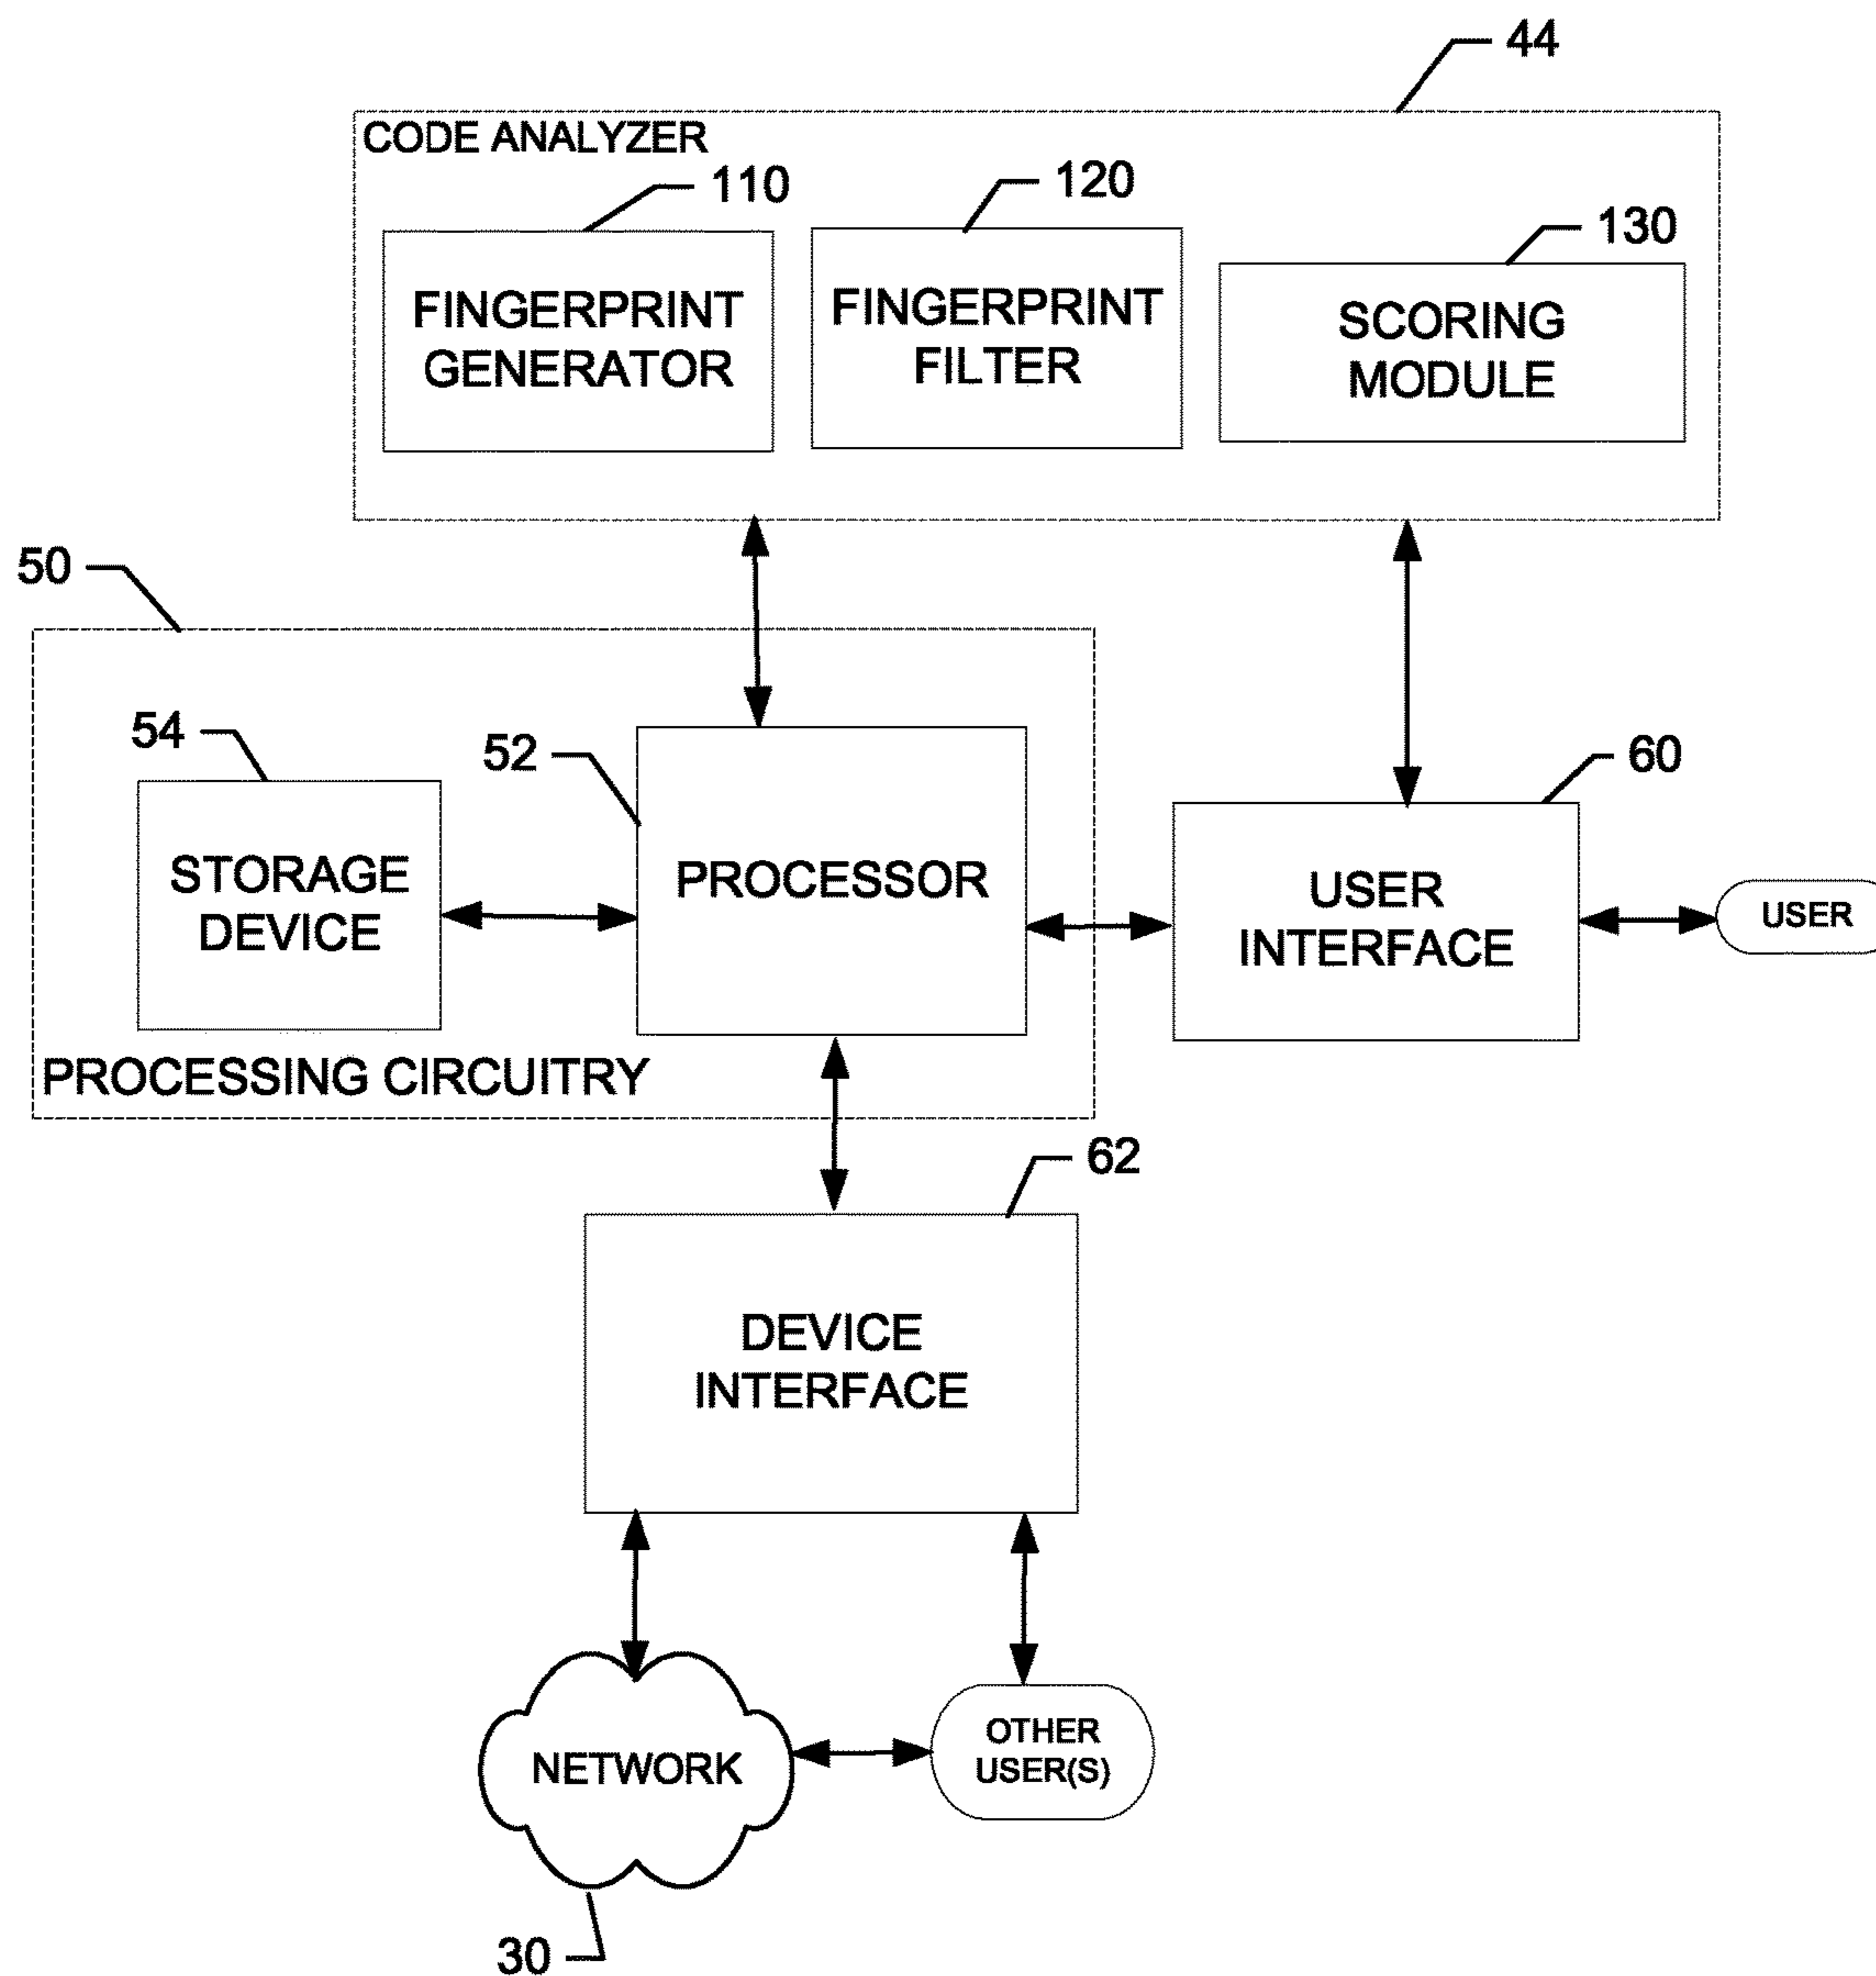 44
CODE ANALYZER
110
120
130
FINGERPRINT
GENERATOR
FINGERPRINT
FILTER
SCORING
MODULE
50
54
52
60
STORAGE
DEVICE
PROCESSOR
USER
INTERFACE
USER
PROCESSING CIRCUITRY
62
DEVICE
INTERFACE
NETWORK
OTHER
USER(S)
30